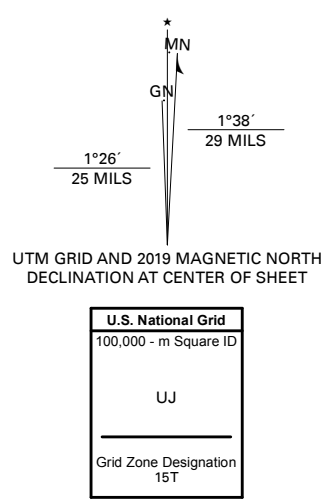 MN
GN
1°38´
29 MILS
1°26´
25 MILS
UTM GRID AND 2019 MAGNETIC NORTH
DECLINATION AT CENTER OF SHEET
U.S. National Grid
100,000 - m Square ID
UJ
Grid Zone Designation
15T